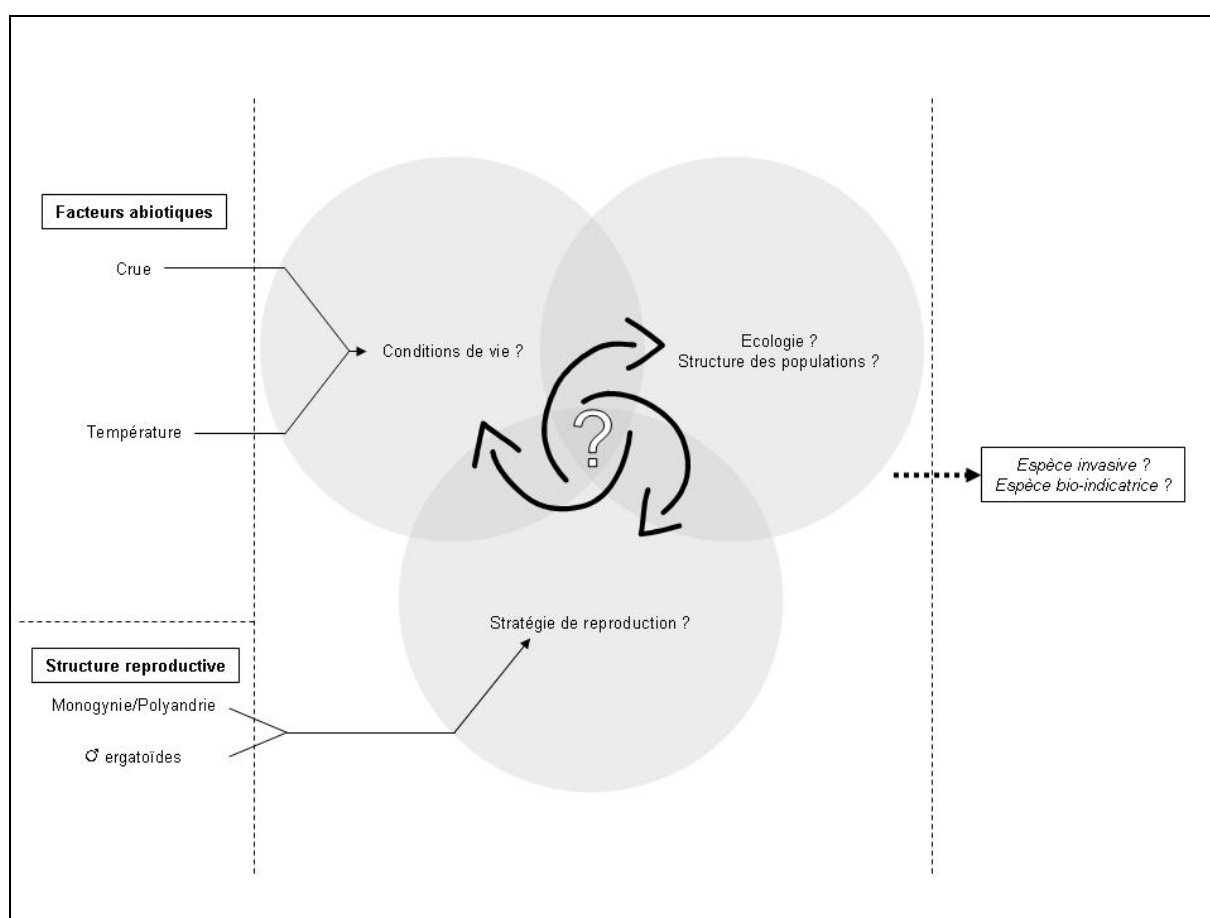 Facteurs abiotiques
Crue
Température
Conditions de vie ?
Ecologie ?
Structure des populations ?
?
Espèce invasive ?
Espèce bio-indicatrice ?
Stratégie de reproduction ?
Structure reproductive
Monogynie/Polyandrie
♂ ergatoïdes